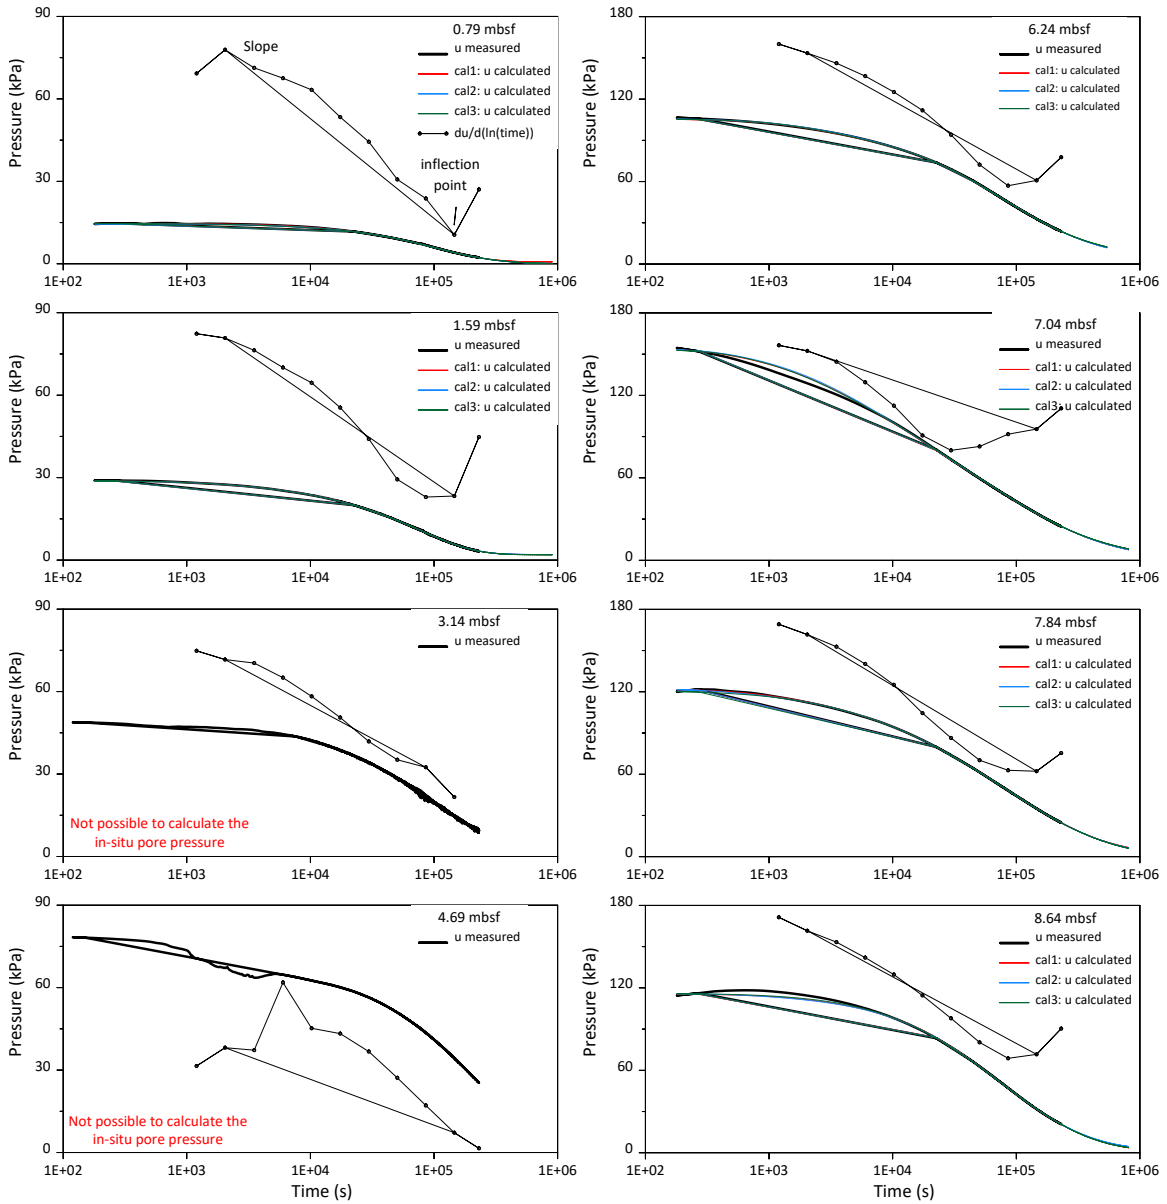 90
60
30
0
Pressure (kPa)
1E+02
1E+03
1E+04
1E+05
1E+06
Slope
inflection
point
0.79 mbsf
u measured
cal1: u calculated
cal2: u calculated
cal3: u calculated
du/d(ln(time))
180
120
60
0
Pressure (kPa)
1E+02
1E+03
1E+04
1E+05
1E+06
6.24 mbsf
u measured
cal1: u calculated
cal2: u calculated
cal3: u calculated
90
60
30
0
Pressure (kPa)
1E+02
1E+03
1E+04
1E+05
1E+06
1.59 mbsf
u measured
cal1: u calculated
cal2: u calculated
cal3: u calculated
180
120
60
0
Pressure (kPa)
1E+02
1E+03
1E+04
1E+05
1E+06
7.04 mbsf
u measured
cal1: u calculated
cal2: u calculated
cal3: u calculated
90
60
30
0
Pressure (kPa)
1E+02
1E+03
1E+04
1E+05
1E+06
3.14 mbsf
u measured
Not possible to calculate the
in-situ pore pressure
180
120
60
0
Pressure (kPa)
1E+02
1E+03
1E+04
1E+05
1E+06
7.84 mbsf
u measured
cal1: u calculated
cal2: u calculated
cal3: u calculated
90
60
30
0
Pressure (kPa)
1E+02
1E+03
1E+04
1E+05
1E+06
Time (s)
4.69 mbsf
u measured
Not possible to calculate the
in-situ pore pressure
180
120
60
0
Pressure (kPa)
1E+02
1E+03
1E+04
1E+05
1E+06
Time (s)
8.64 mbsf
u measured
cal1: u calculated
cal2: u calculated
cal3: u calculated